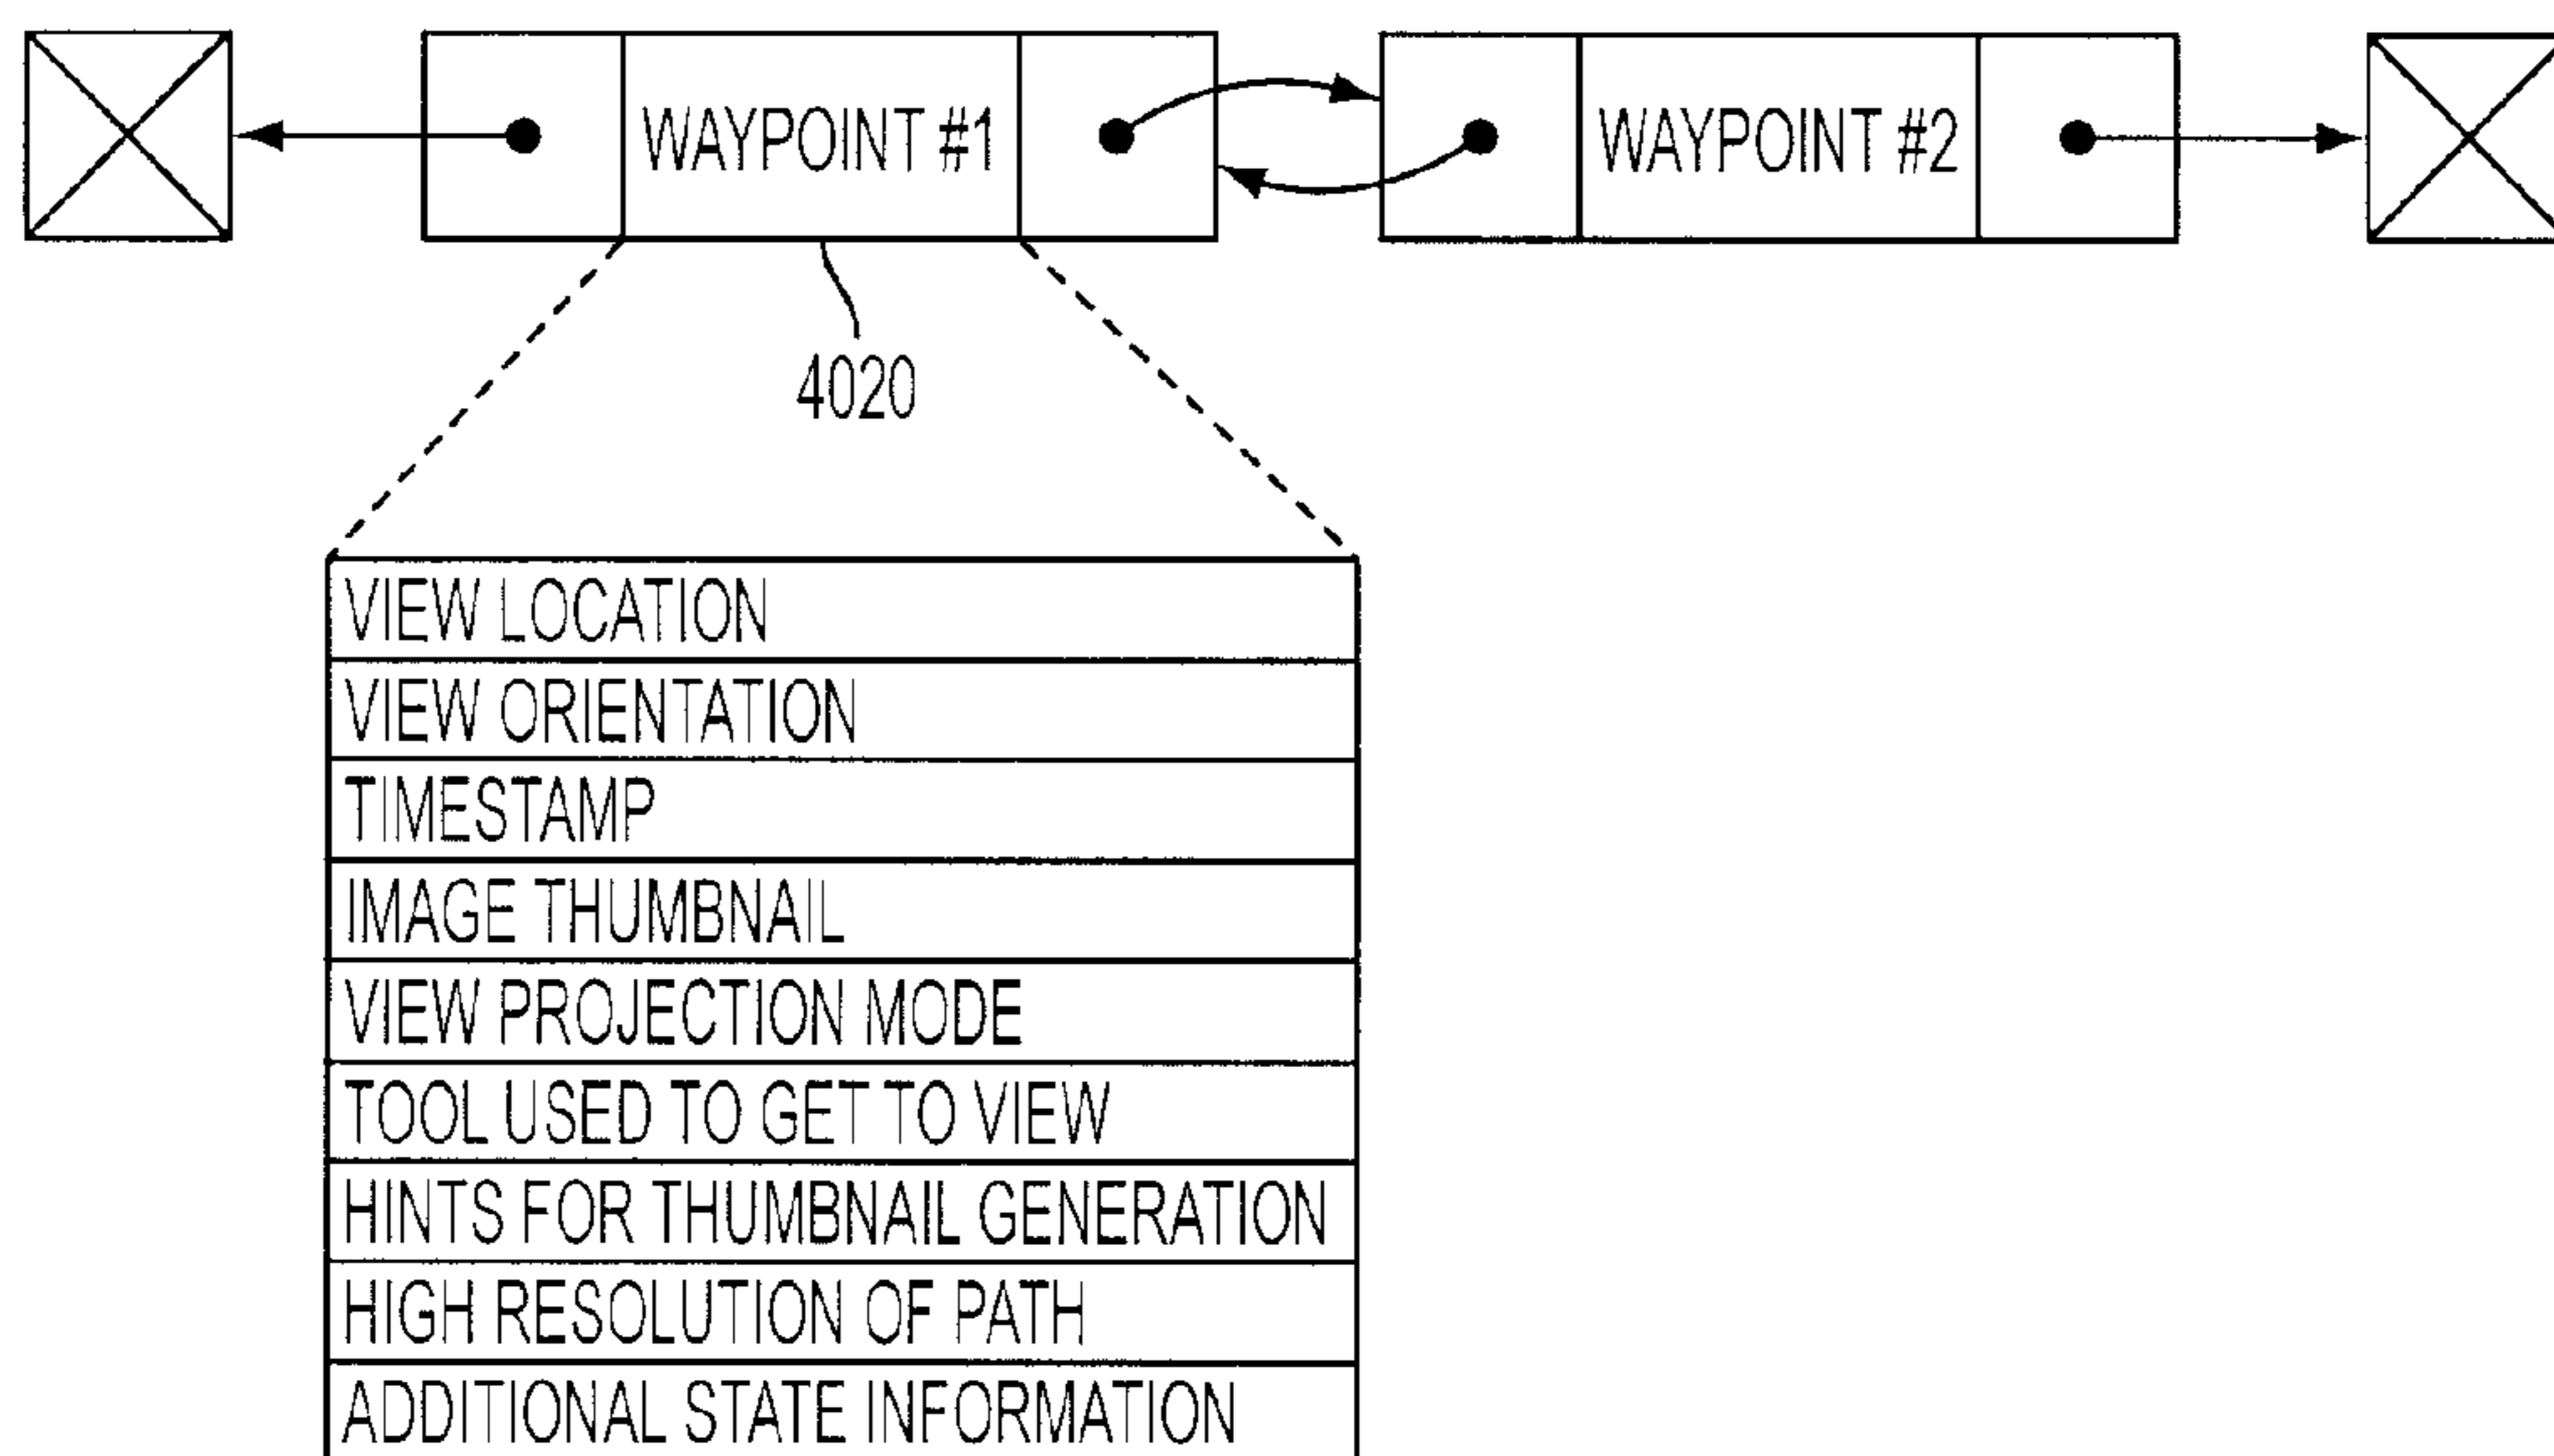 WAYPOINT #1
WAYPOINT #2
4020
VIEW LOCATION
VIEW ORIENTATION
TIMESTAMP
IMAGE THUMBNAIL
VIEW PROJECTION MODE
TOOL USED TO GET TO VIEW
HINTS FOR THUMBNAIL GENERATION
HIGH RESOLUTION OF PATH
ADDITIONAL STATE INFORMATION